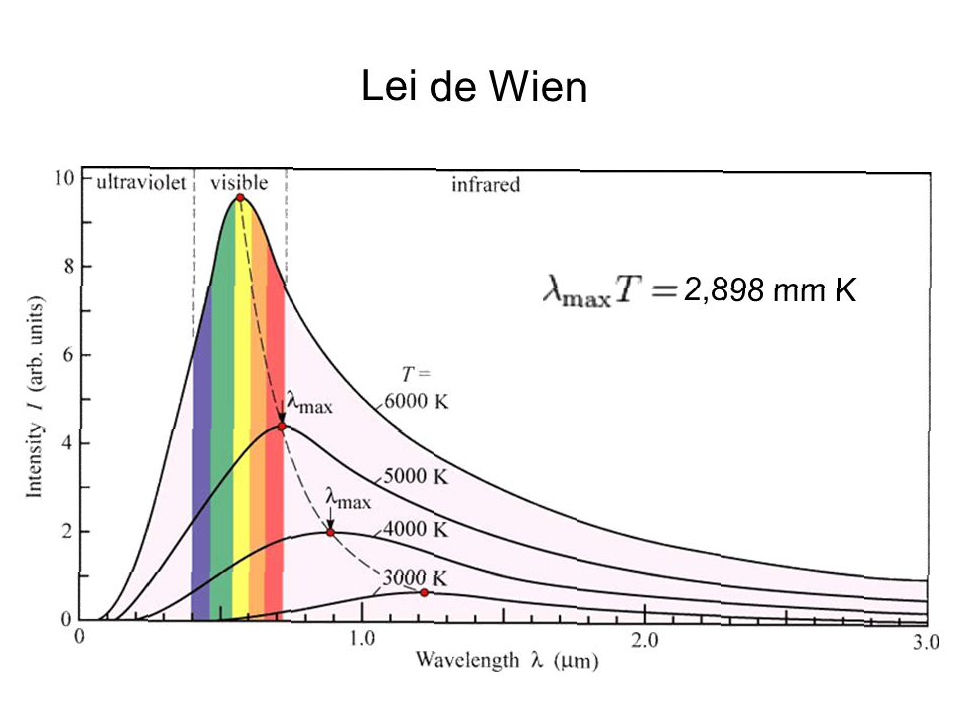 Lei de Wien
10
ultraviolet
visible
infrared
8
λmax T = 2,898 mm K
6
T =
6000 K
λmax
4
5000 K
λmax
2
4000 K
3000 K
0
0
1.0
2.0
3.0
Wavelength λ (μm)
Intensity I (arb. units)